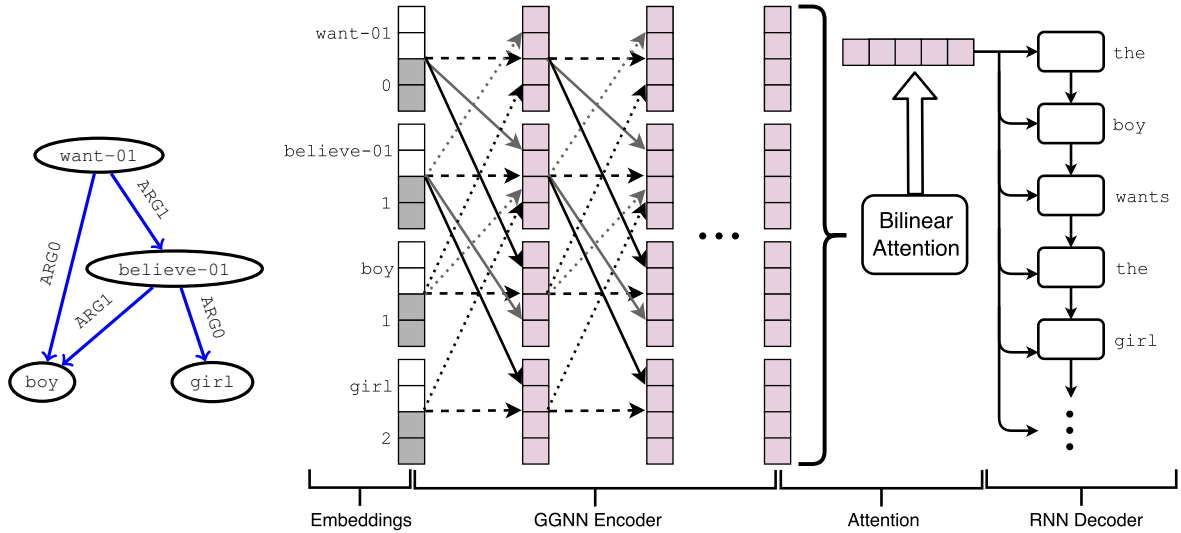 want-01
ARG1
ARG0
believe-01
ARG1
ARG0
boy
girl
want-01
0
believe-01
1
boy
1
girl
2
Bilinear
Attention
the
boy
wants
the
girl
Embeddings
GGNN Encoder
Attention
RNN Decoder